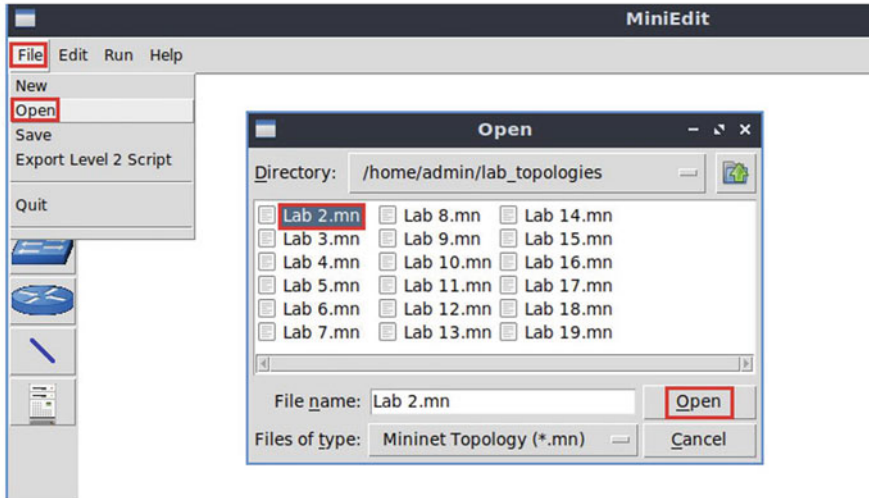 MiniEdit
File Edit Run Help
New
Open
Save
Export Level 2 Script
Quit
Open
Directory: /home/admin/lab_topologies
Lab 2.mn Lab 8.mn Lab 14.mn
Lab 3.mn Lab 9.mn Lab 15.mn
Lab 4.mn Lab 10.mn Lab 16.mn
Lab 5.mn Lab 11.mn Lab 17.mn
Lab 6.mn Lab 12.mn Lab 18.mn
Lab 7.mn Lab 13.mn Lab 19.mn
File name: Lab 2.mn Open
Files of type: Mininet Topology (*.mn) Cancel